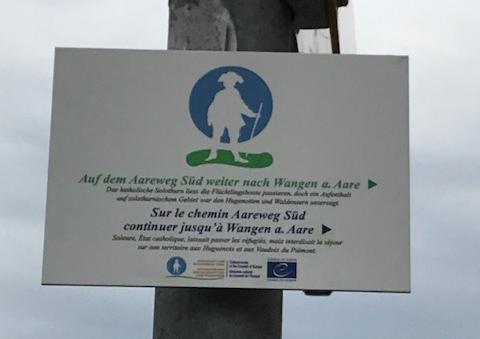 Auf dem Aareweg Süd weiter nach Wangen a. Aare
Das katholische Solothurn liess die Flüchtlingsboote passieren, doch ein Aufenthalt
auf solothurnischem Gebiet war den Hugenotten und Waldensern untersagt.
Sur le chemin Aareweg Süd
continuer jusqu'à Wangen a. Aare
Soleure, État catholique, laissait passer les réfugiés, mais interdisait le séjour
sur son territoire aux Huguenots et aux Vaudois du Piémont.